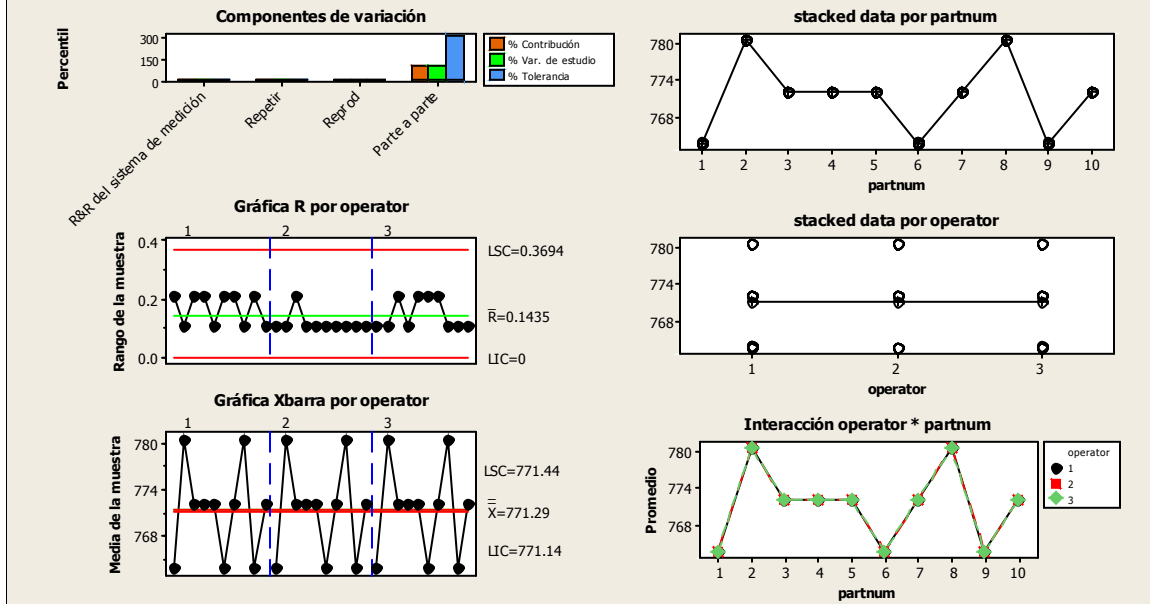 Componentes de variación
Percentil
300
150
0
R&R del sistema de medición
Repetir
Reprod
Parte a parte
% Contribución
% Var. de estudio
% Tolerancia
stacked data por partnum
780
774
768
1 2 3 4 5 6 7 8 9 10
partnum
Gráfica R por operator
1 2 3
Rango de la muestra
0.4
0.2
0.0
LSC=0.3694
R=0.1435
LIC=0
stacked data por operator
780
774
768
1 2 3
operator
Gráfica Xbarra por operator
1 2 3
Media de la muestra
780
774
768
LSC=771.44
X=771.29
LIC=771.14
Interacción operator * partnum
Promedio
780
774
768
1 2 3 4 5 6 7 8 9 10
partnum
operator
1
2
3